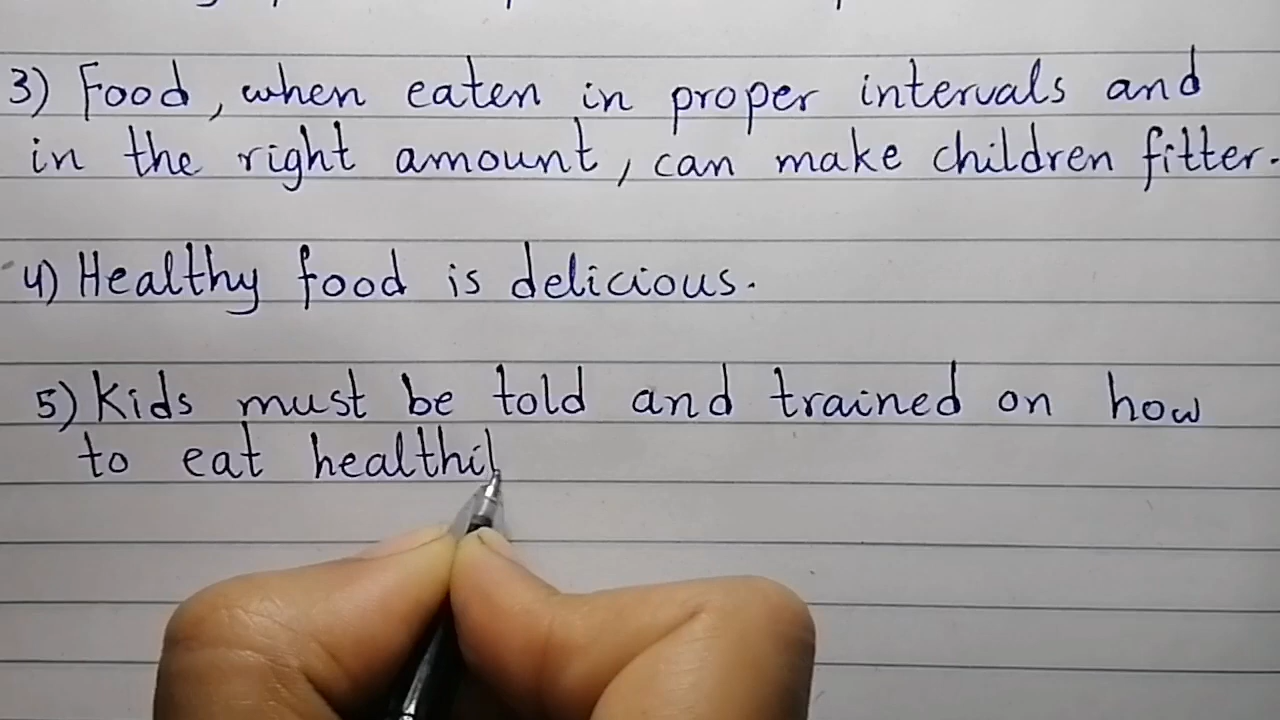 3) Food, when eaten in proper intervals and
in the right amount, can make children fitter.
4) Healthy food is delicious.
5) Kids must be told and trained on how
to eat healthil